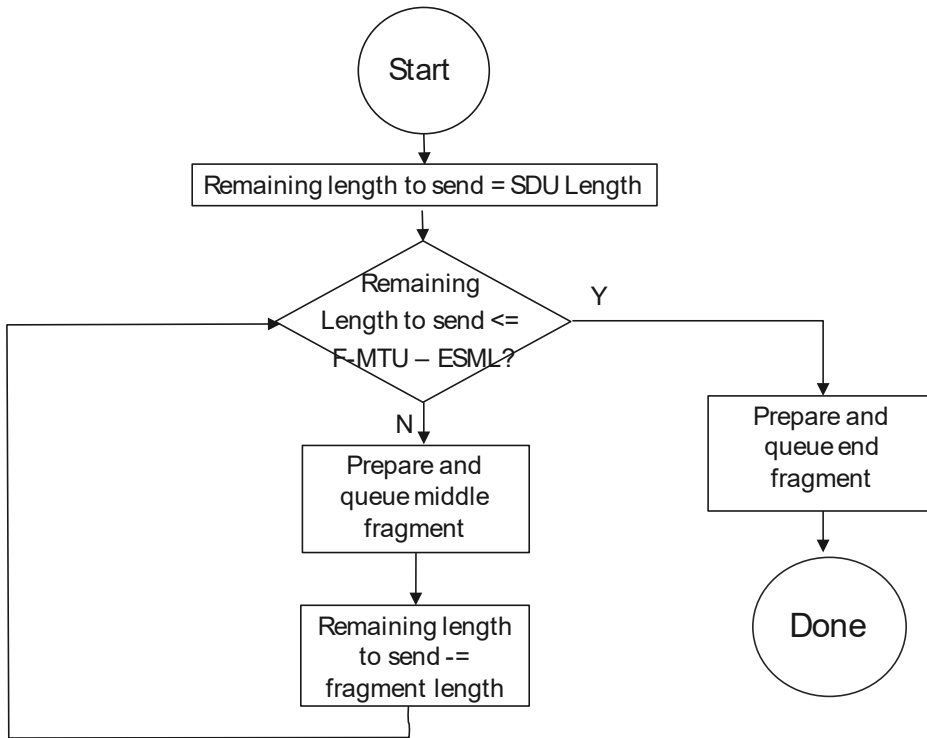 Start
Remaining length to send = SDU Length
Remaining
Length to send <=
F-MTU – ESML?
Y
N
Prepare and
queue middle
fragment
Prepare and
queue end
fragment
Remaining length
to send -=
fragment length
Done